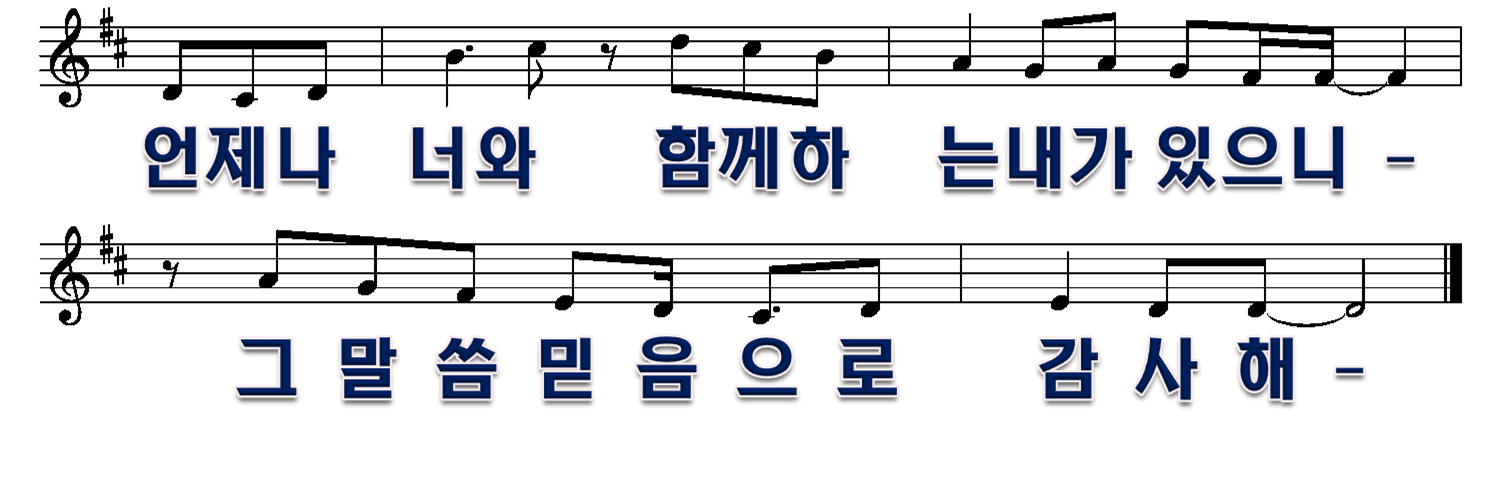 언제나 너와 함께하 는내가 있으니 -
그 말 씀 믿 음 으 로 감 사 해 -